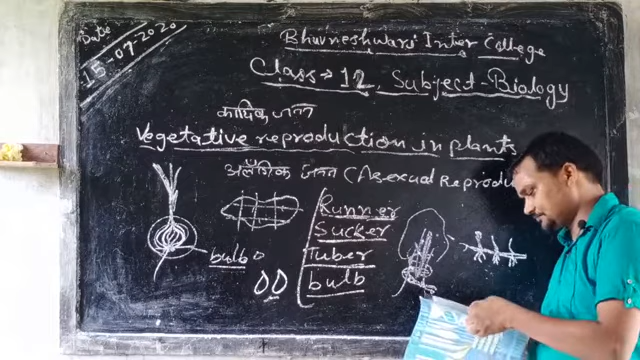 Date
15-07-2020
Bhuvneshwari Inter College
Class→ 12, Subject-Biology
कायिक जनन
Vegetative reproduction in plants
अलैंगिक जनन (Asexual Reprodu
Runner
Sucker
Tuber
bulb
bulb